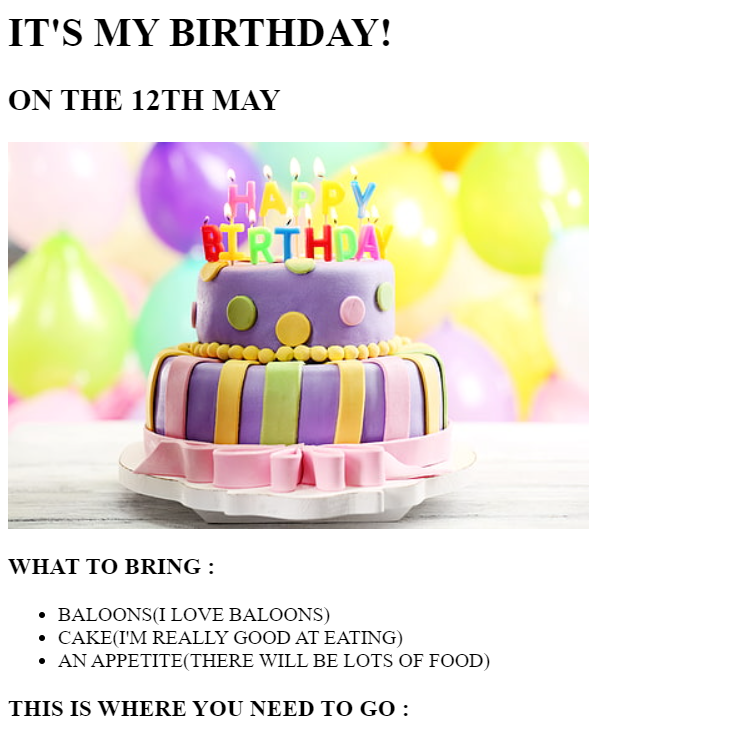 IT'S MY BIRTHDAY!
ON THE 12TH MAY
HAPPY
BIRTHDAY
WHAT TO BRING :
BALOONS(I LOVE BALOONS)
CAKE(I'M REALLY GOOD AT EATING)
AN APPETITE(THERE WILL BE LOTS OF FOOD)
THIS IS WHERE YOU NEED TO GO :